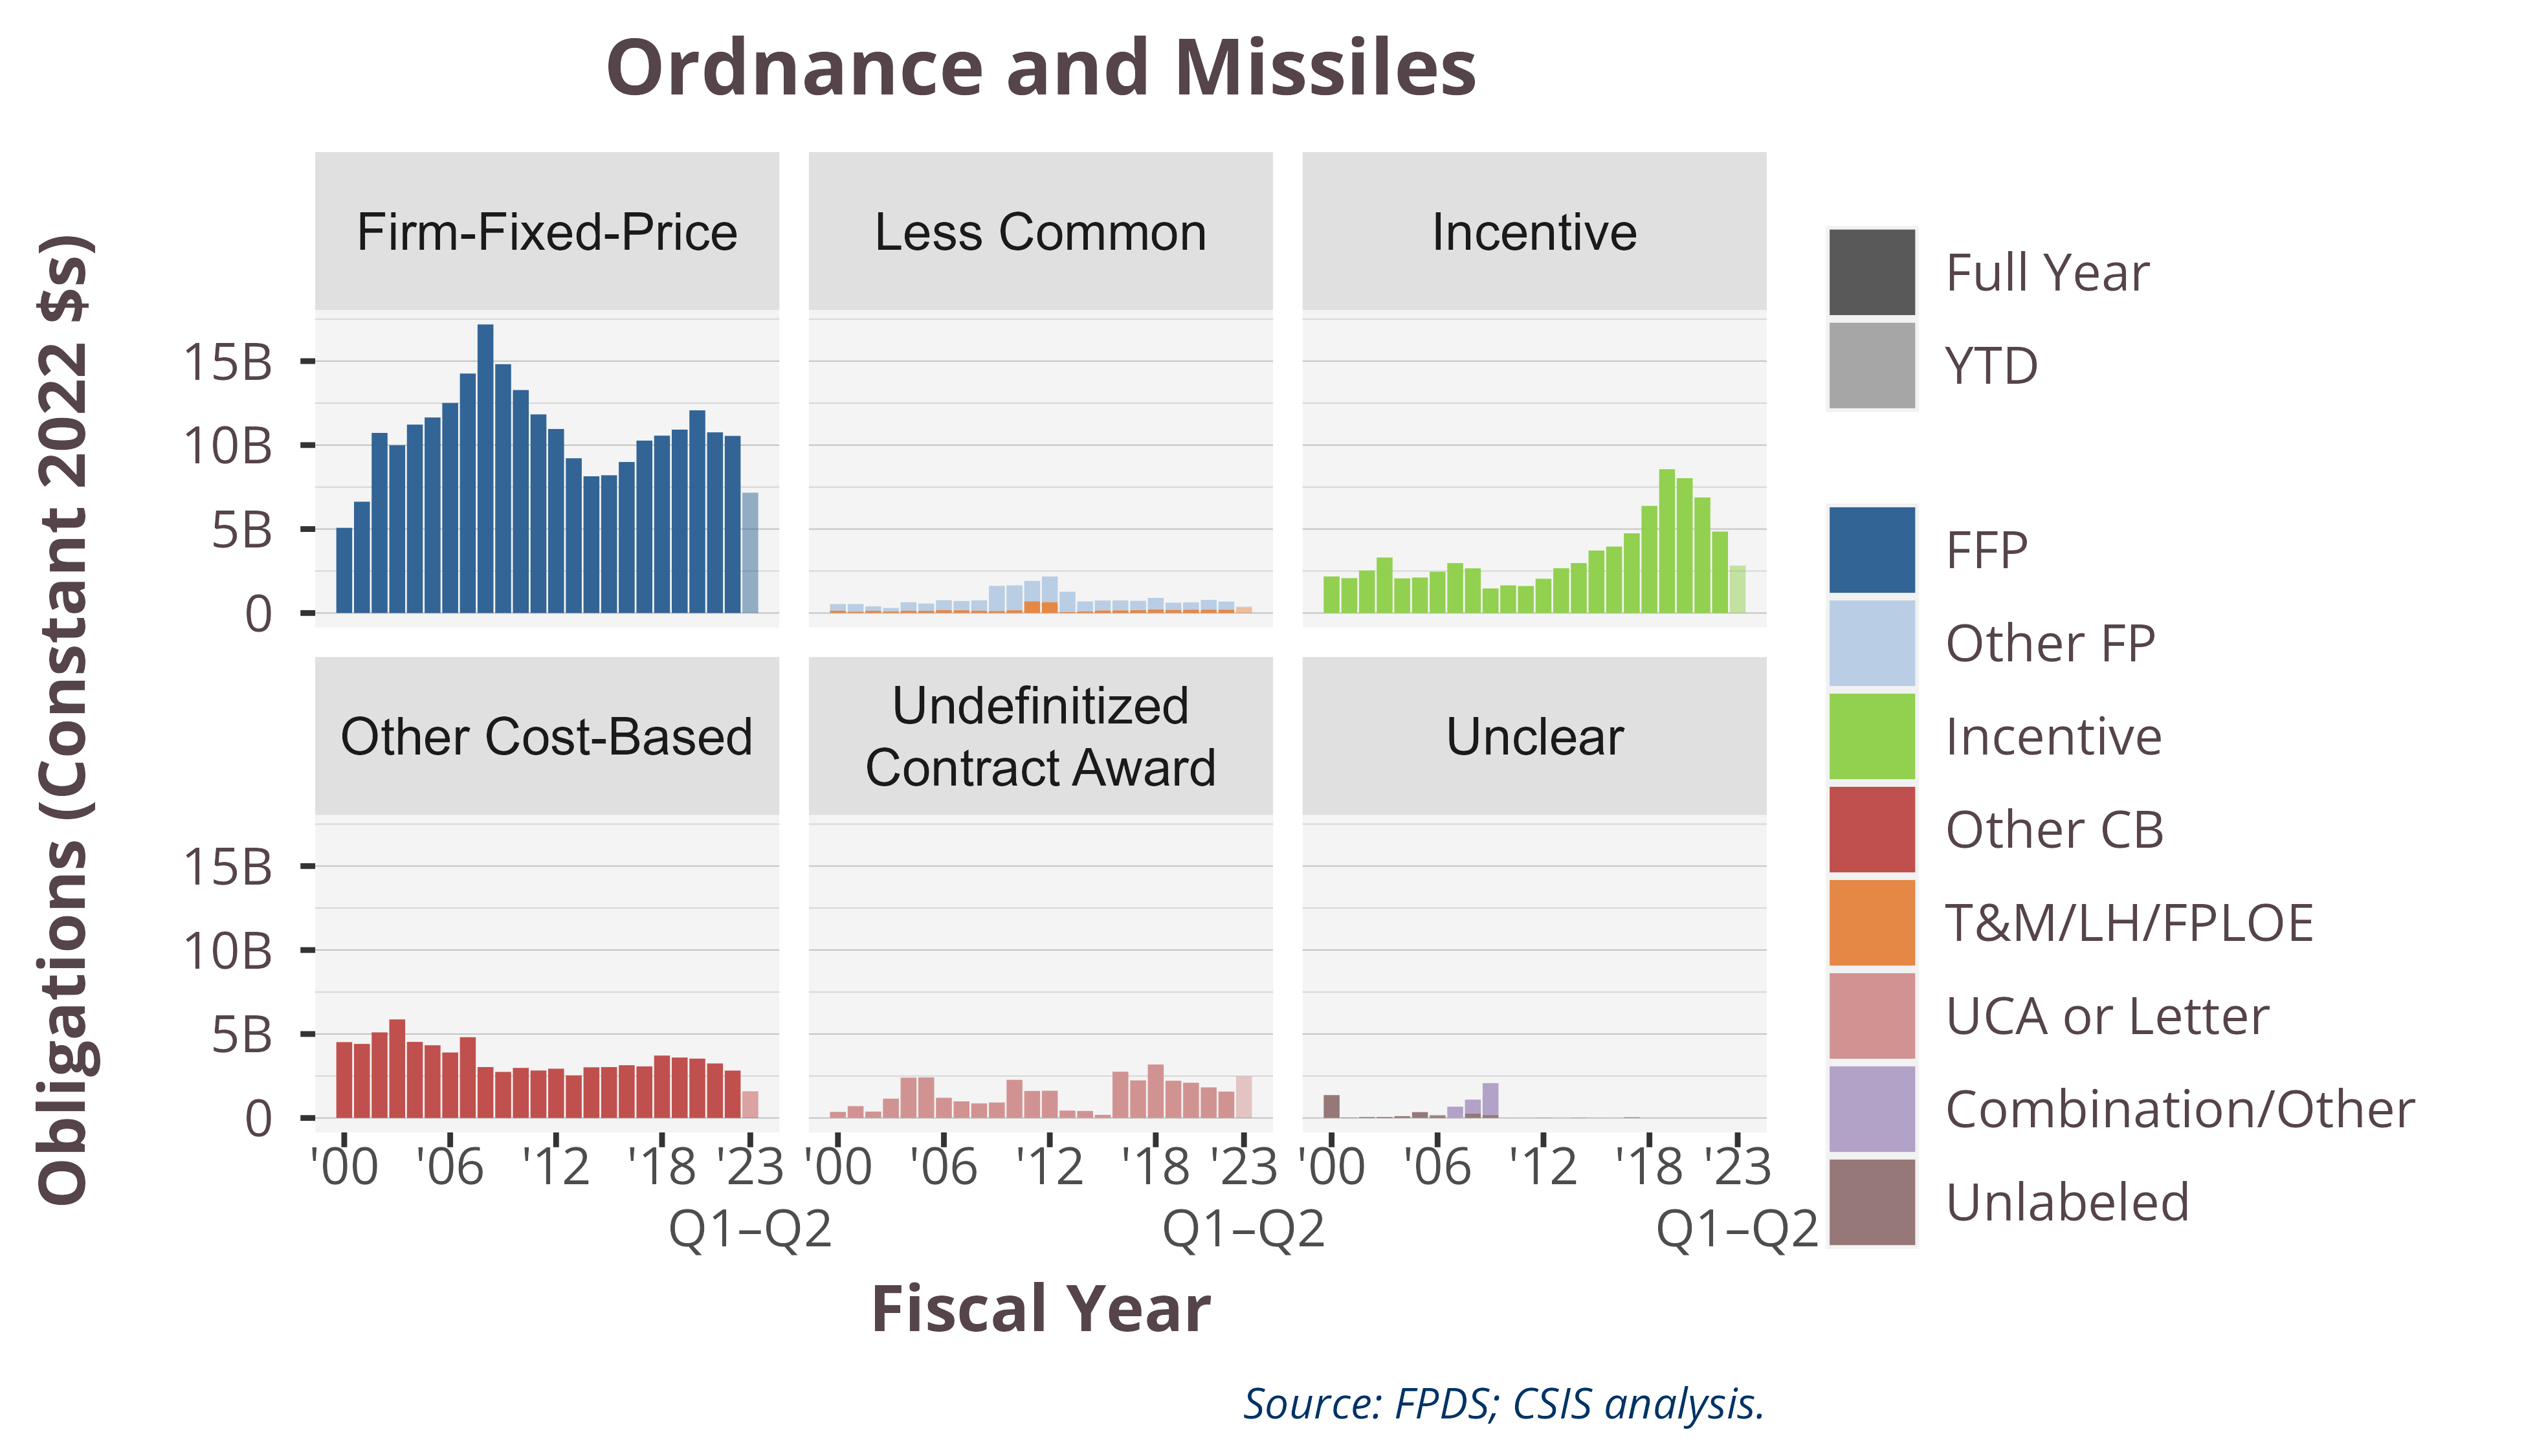 Ordnance and Missiles
Obligations (Constant 2022 $s)
Firm-Fixed-Price
Less Common
Incentive
15B
10B
5B
0
Other Cost-Based
Undefinitized
Contract Award
Unclear
15B
10B
5B
0
'00 '06 '12 '18 '23
Q1–Q2
'00 '06 '12 '18 '23
Q1–Q2
'00 '06 '12 '18 '23
Q1–Q2
Fiscal Year
Full Year
YTD
FFP
Other FP
Incentive
Other CB
T&M/LH/FPLOE
UCA or Letter
Combination/Other
Unlabeled
Source: FPDS; CSIS analysis.